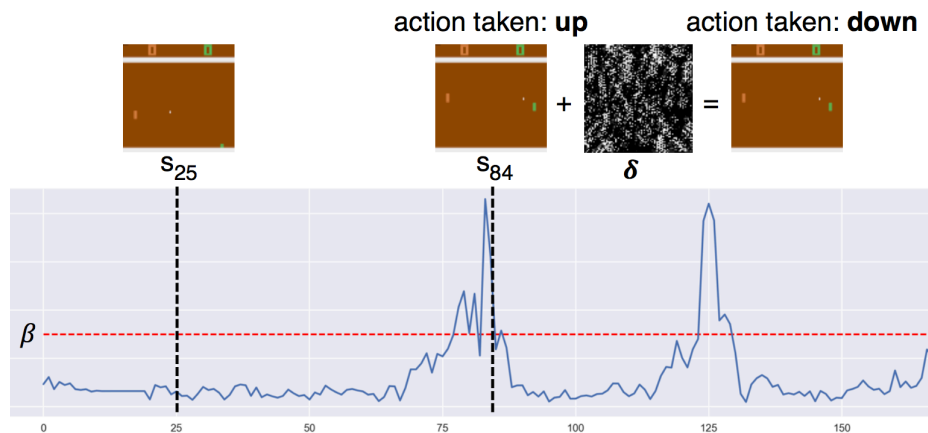 action taken: up
action taken: down
+
=
s25
s84
δ
β
0
25
50
75
100
125
150